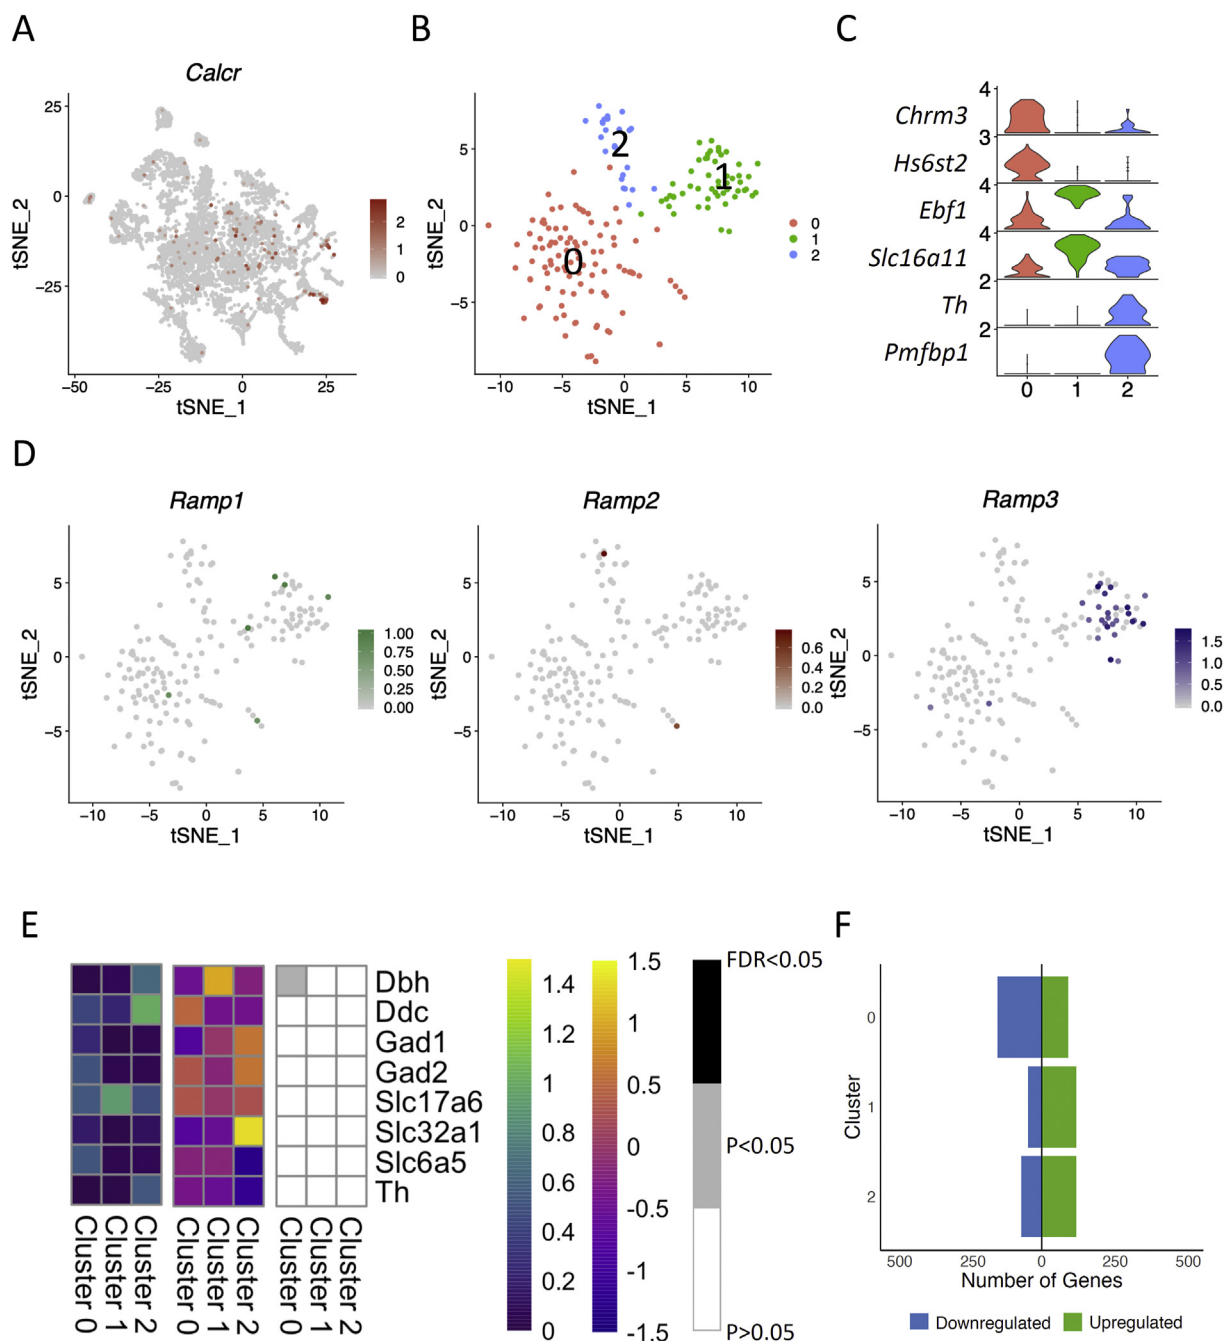 A
B
C
Calcr
25
0
−25
−50
−25
0
25
tSNE_2
tSNE_1
2
1
0
5
0
−5
−10
−5
0
5
10
tSNE_2
tSNE_1
2
1
0
0
1
2
4
Chrm3
3
Hs6st2
4
Ebf1
4
Slc16a11
2
Th
2
Pmfbp1
0
1
2
D
Ramp1
5
0
−5
−10
−5
0
5
10
tSNE_2
tSNE_1
1.00
0.75
0.50
0.25
0.00
Ramp2
5
0
−5
−10
−5
0
5
10
tSNE_2
tSNE_1
0.6
0.4
0.2
0.0
Ramp3
5
0
−5
−10
−5
0
5
10
tSNE_2
tSNE_1
1.5
1.0
0.5
0.0
E
Dbh
Ddc
Gad1
Gad2
Slc17a6
Slc32a1
Slc6a5
Th
Cluster 0
Cluster 1
Cluster 2
Cluster 0
Cluster 1
Cluster 2
Cluster 0
Cluster 1
Cluster 2
1.4
1.2
1
0.8
0.6
0.4
0.2
0
1.5
1
0.5
0
-0.5
-1
-1.5
FDR<0.05
P<0.05
P>0.05
F
Cluster
0
1
2
500
250
0
250
500
Number of Genes
Downregulated
Upregulated